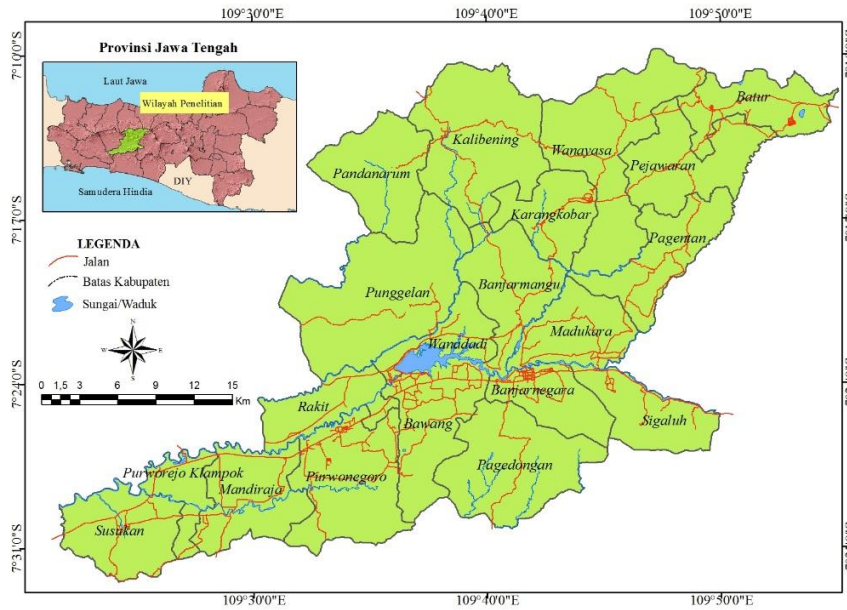 109°30'0"E
109°40'0"E
109°50'0"E
7°10'0"S
7°17'0"S
7°24'0"S
7°31'0"S
Provinsi Jawa Tengah
Laut Jawa
Wilayah Penelitian
DIY
Samudera Hindia
LEGENDA
Jalan
Batas Kabupaten
Sungai/Waduk
N
W
E
S
0 1.5 3 6 9 12 15
Km
Batur
Kalibening
Wanayasa
Pejawaran
Pandanarum
Karangkobar
Pagentan
Punggelan
Banjarmangu
Madukara
Wanadadi
Banjarnegara
Rakit
Bawang
Sigaluh
Purworejo Klampok
Mandiraja
Purwonegoro
Pagedongan
Susukan
109°30'0"E
109°40'0"E
109°50'0"E